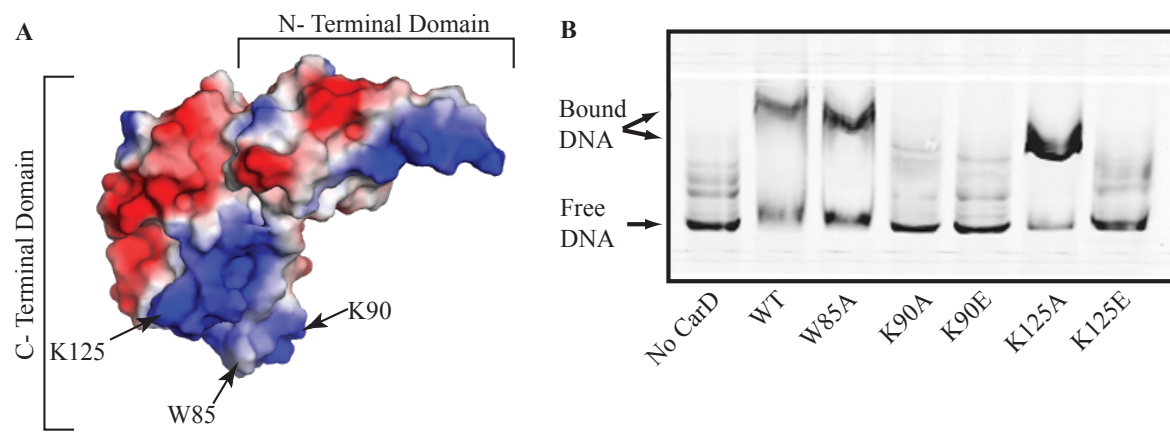 A
N- Terminal Domain
C- Terminal Domain
K125
W85
K90
B
Bound
DNA
Free
DNA
No CarD
WT
W85A
K90A
K90E
K125A
K125E